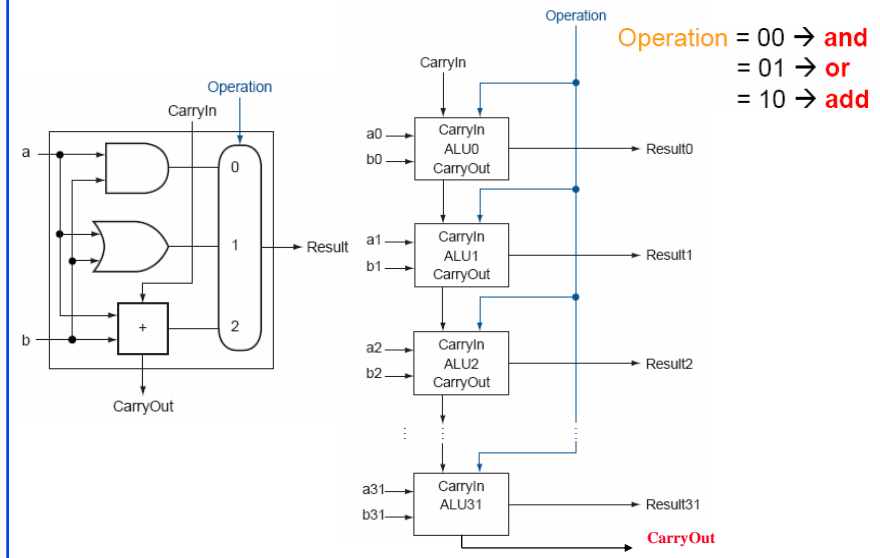 Operation
Operation = 00 → and
= 01 → or
= 10 → add
Operation
CarryIn
a
0
1
Result
b
+
2
CarryOut
CarryIn
a0
b0
CarryIn
ALU0
CarryOut
Result0
a1
b1
CarryIn
ALU1
CarryOut
Result1
a2
b2
CarryIn
ALU2
CarryOut
Result2
a31
b31
CarryIn
ALU31
Result31
CarryOut